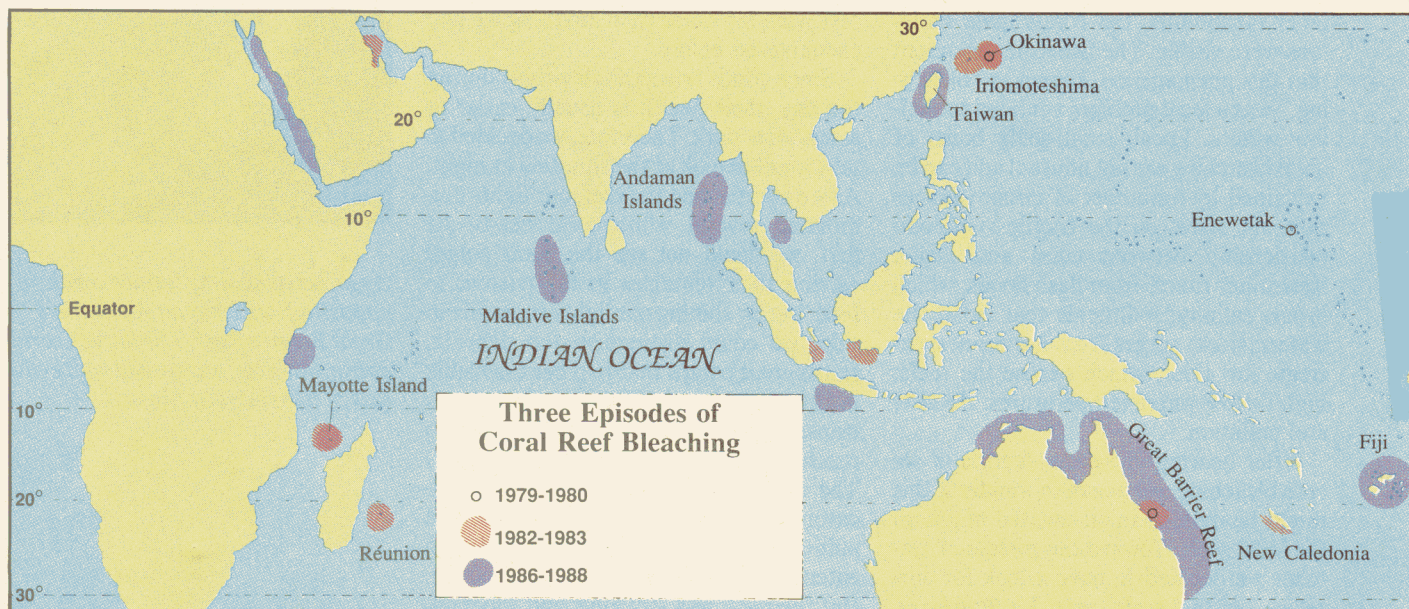 30°
Okinawa
Iriomoteshima
Taiwan
20°
Andaman
Islands
10°
Enewetak
Equator
Maldive Islands
INDIAN OCEAN
Mayotte Island
10°
Three Episodes of
Coral Reef Bleaching
1979-1980
1982-1983
1986-1988
Great Barrier Reef
Fiji
20°
Réunion
New Caledonia
30°